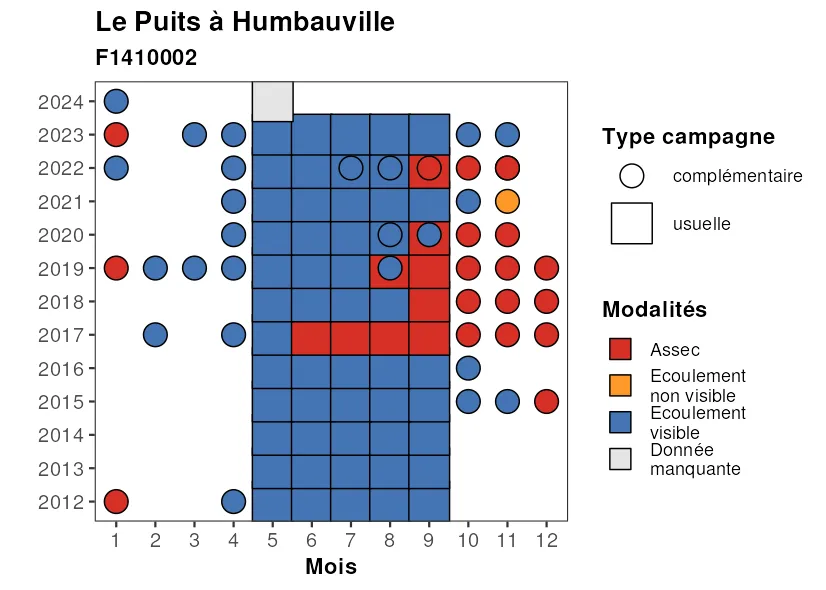 Le Puits à Humbauville
F1410002
2024
2023
2022
2021
2020
2019
2018
2017
2016
2015
2014
2013
2012
1 2 3 4 5 6 7 8 9 10 11 12
Mois
Type campagne
complémentaire
usuelle
Modalités
Assec
Ecoulement
non visible
Ecoulement
visible
Donnée
manquante